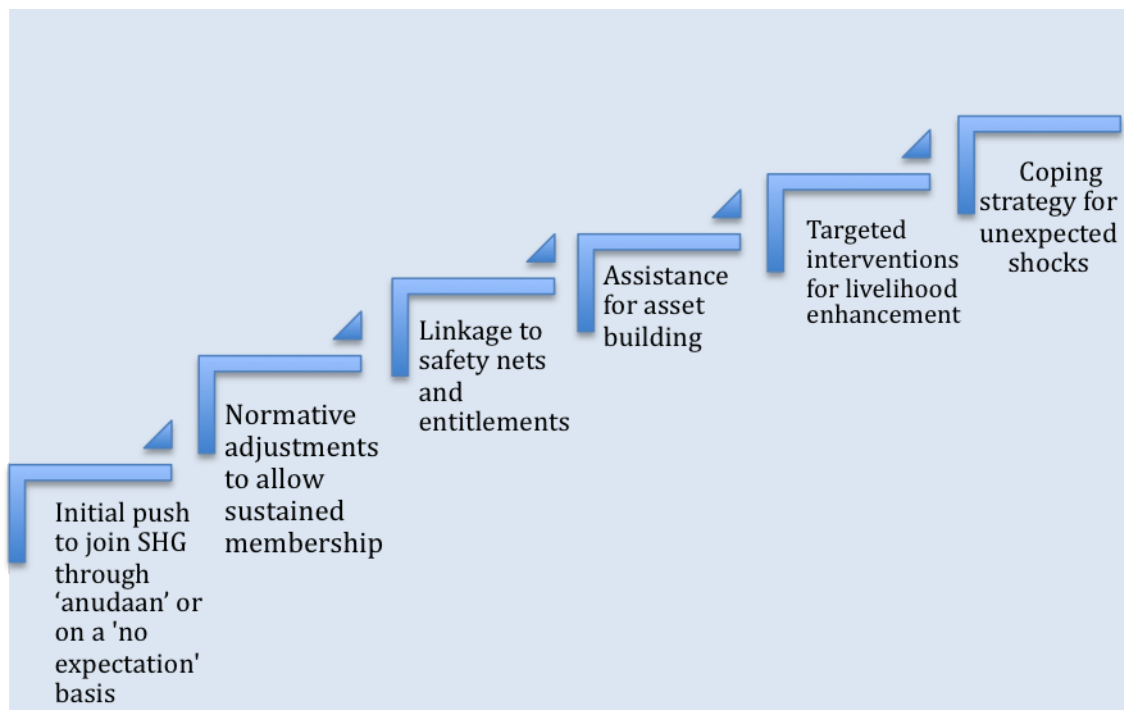 Initial push
to join SHG
through
‘anudaan’ or
on a 'no
expectation'
basis
Normative
adjustments
to allow
sustained
membership
Linkage to
safety nets
and
entitlements
Assistance
for asset
building
Targeted
interventions
for livelihood
enhancement
Coping
strategy for
unexpected
shocks